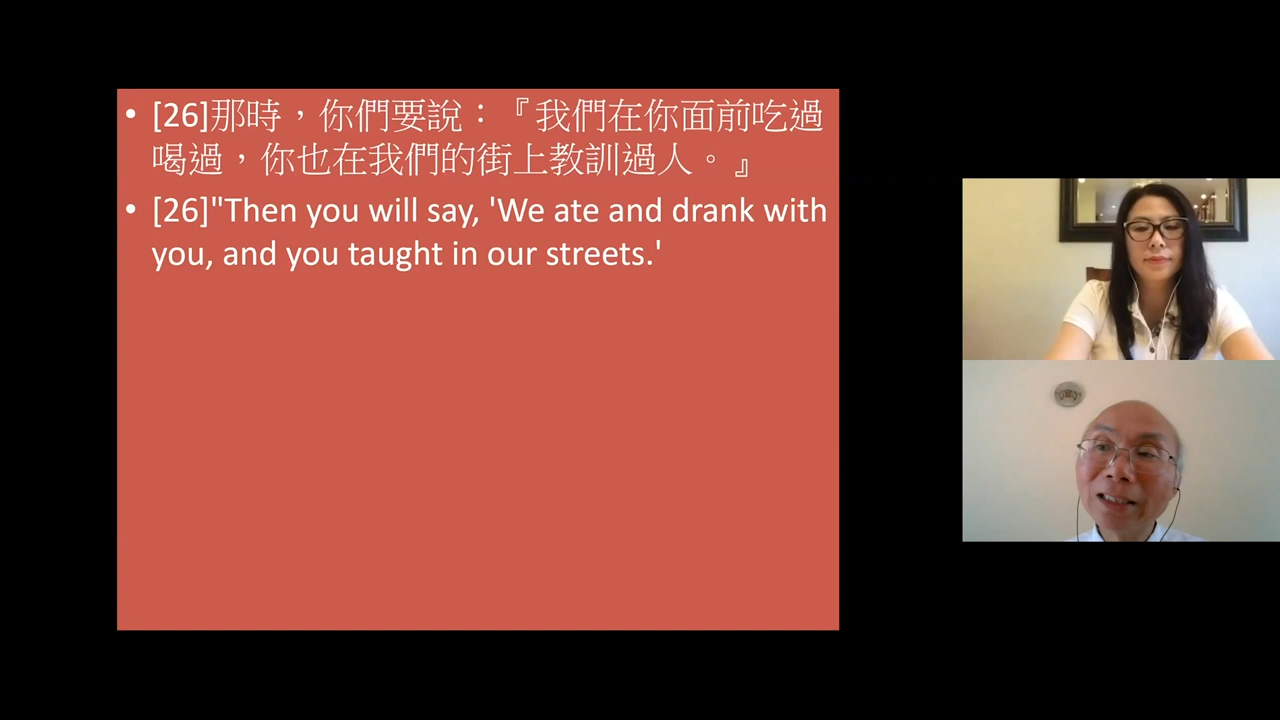 • [26]那時，你們要說：『我們在你面前吃過
喝過，你也在我們的街上教訓過人。』
• [26]"Then you will say, 'We ate and drank with
you, and you taught in our streets.'